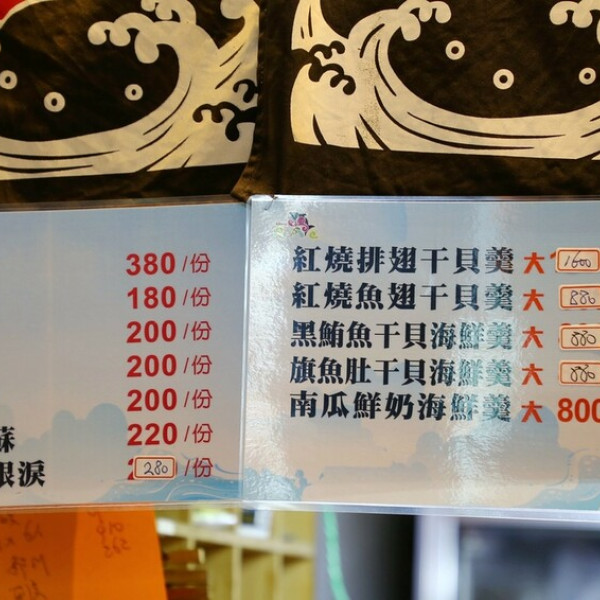 380 /份
180 /份
200 /份
200 /份
200 /份
蘇 220 /份
眼淚 280 /份
紅燒排翅干貝羹 大 1600
紅燒魚翅干貝羹 大 880
黑鮪魚干貝海鮮羹 大 880
旗魚肚干貝海鮮羹 大 880
南瓜鮮奶海鮮羹 大 800